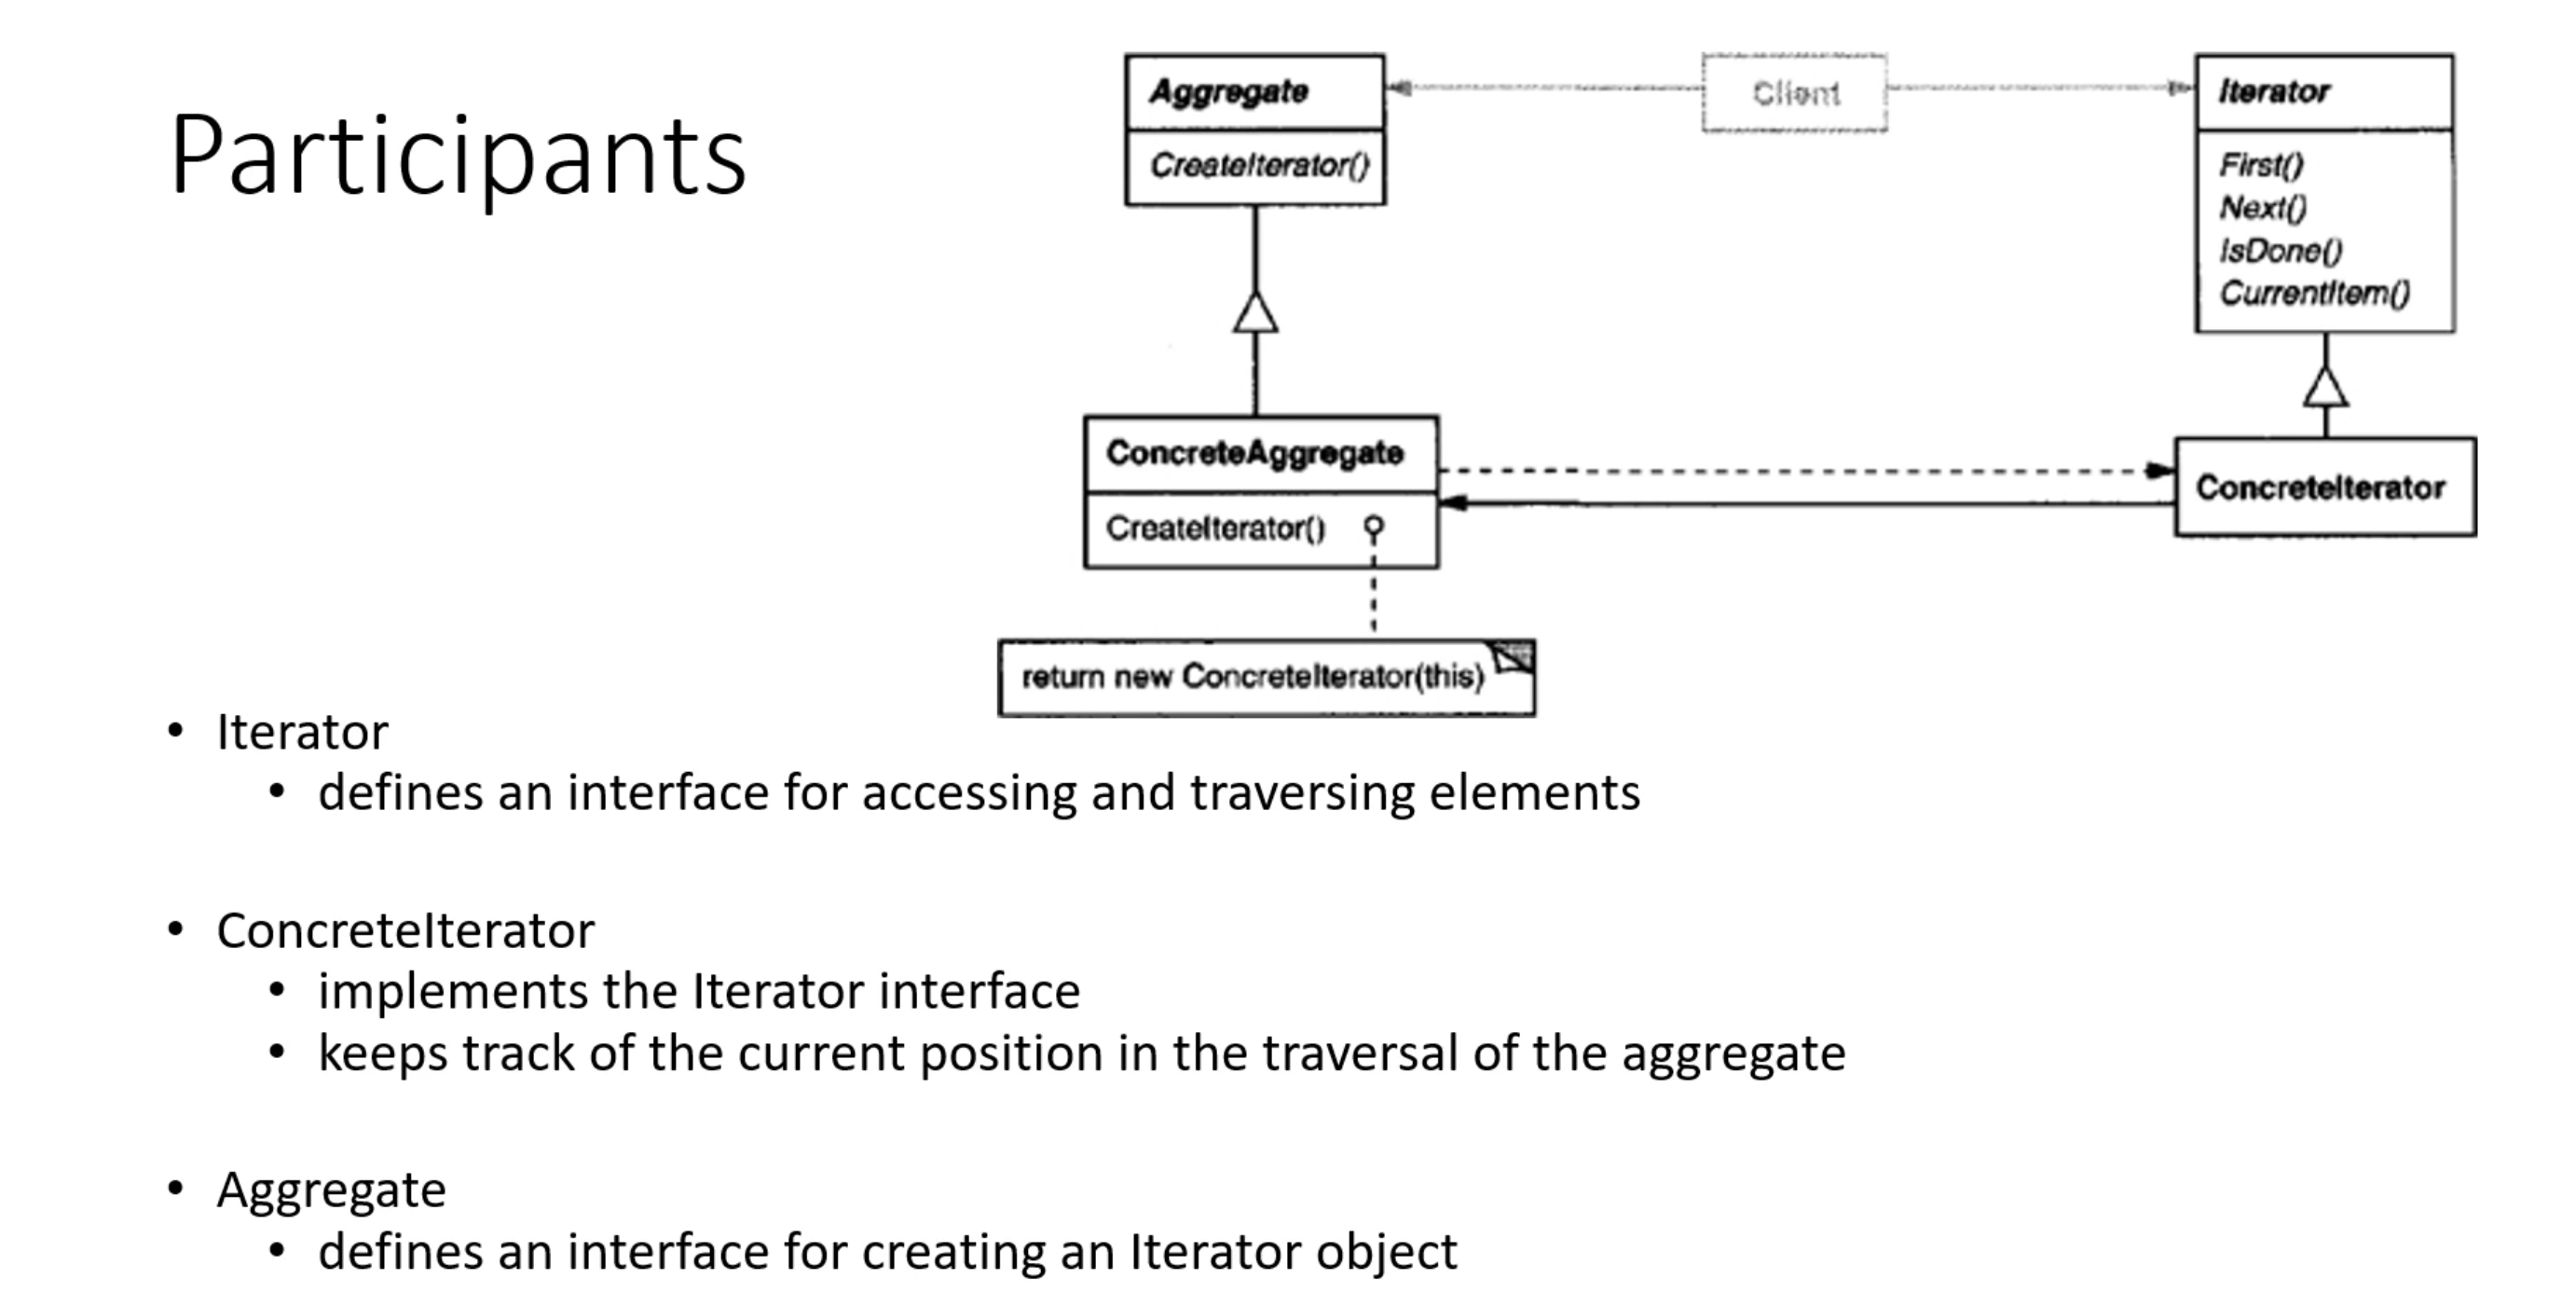 Participants
Aggregate
CreateIterator()
Client
Iterator
First()
Next()
IsDone()
CurrentItem()
ConcreteAggregate
CreateIterator()
ConcreteIterator
return new ConcreteIterator(this)
• Iterator
• defines an interface for accessing and traversing elements
• ConcreteIterator
• implements the Iterator interface
• keeps track of the current position in the traversal of the aggregate
• Aggregate
• defines an interface for creating an Iterator object